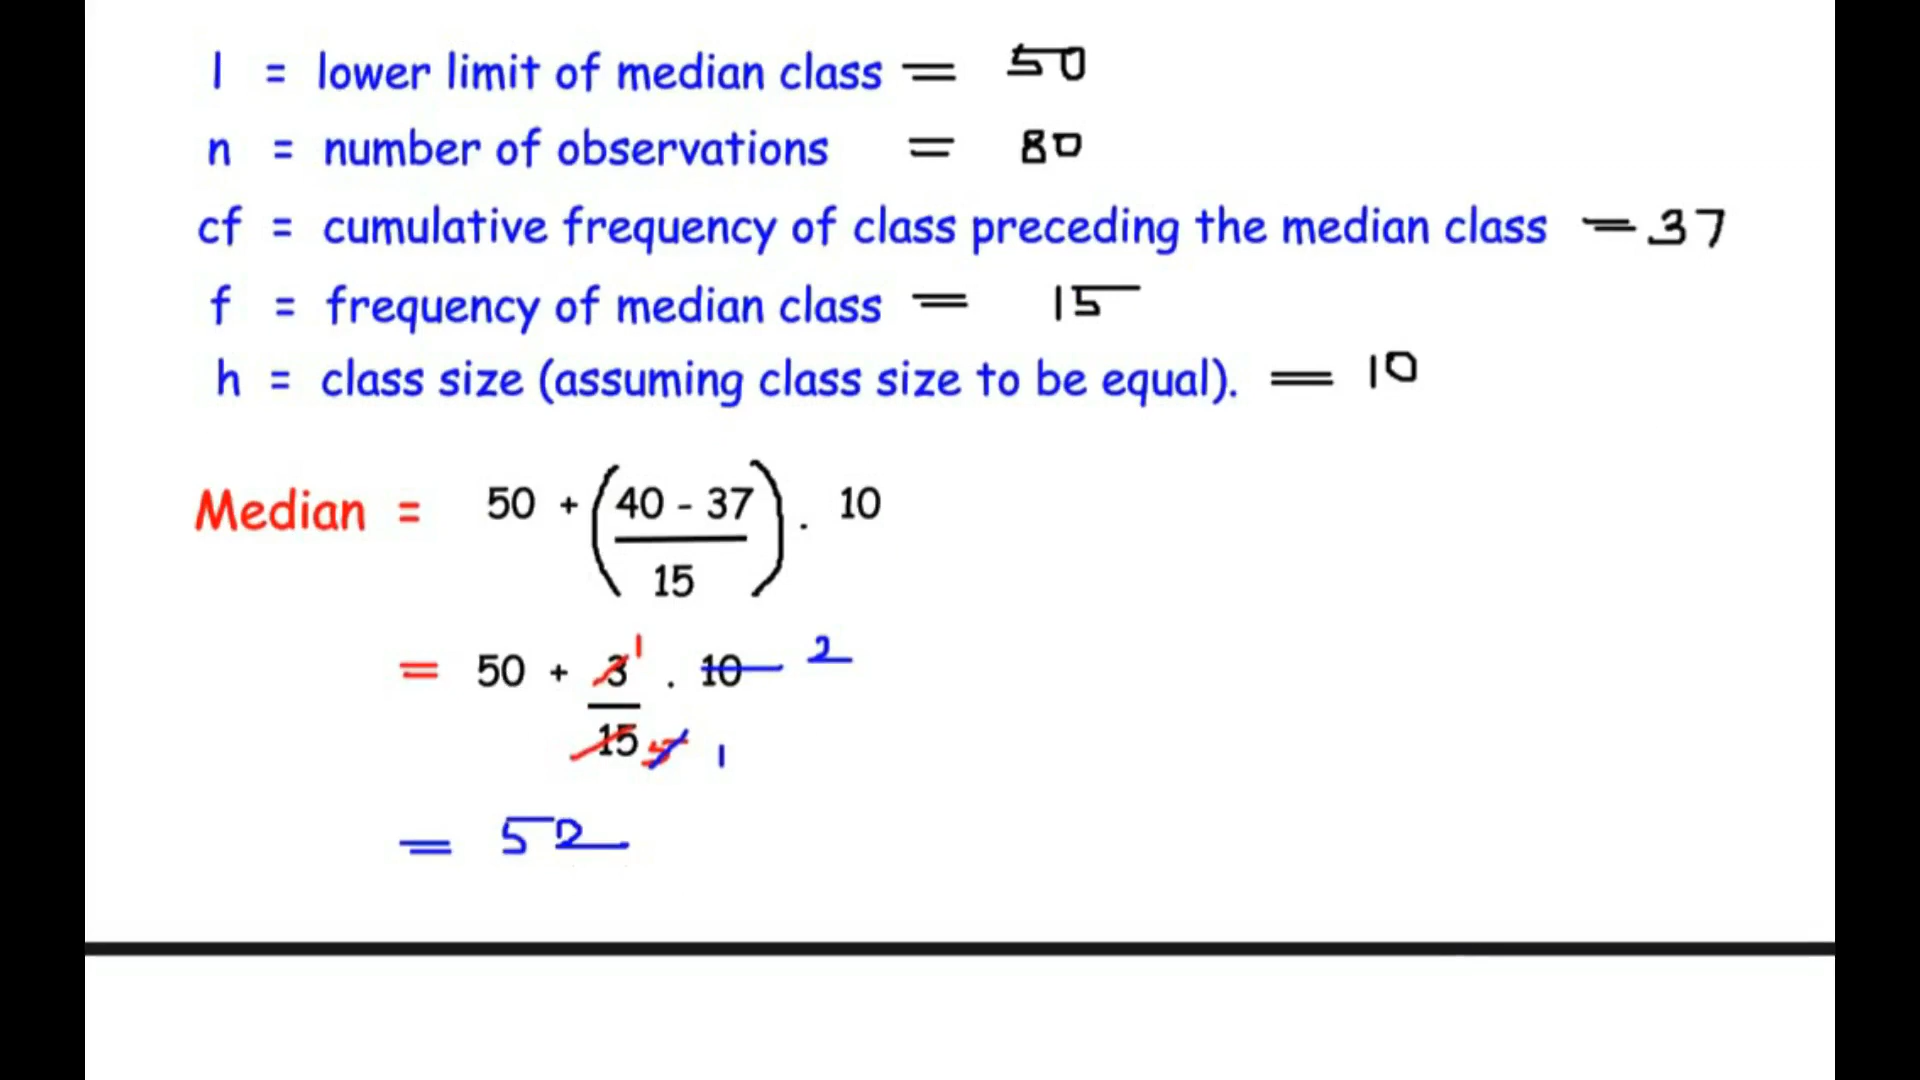 l = lower limit of median class = 50
n = number of observations = 80
cf = cumulative frequency of class preceding the median class = 37
f = frequency of median class = 15
h = class size (assuming class size to be equal). = 10
Median = 50 + (40 - 37 / 15) . 10
= 50 + 3 1 / 15 5 1 . 10 2
= 52